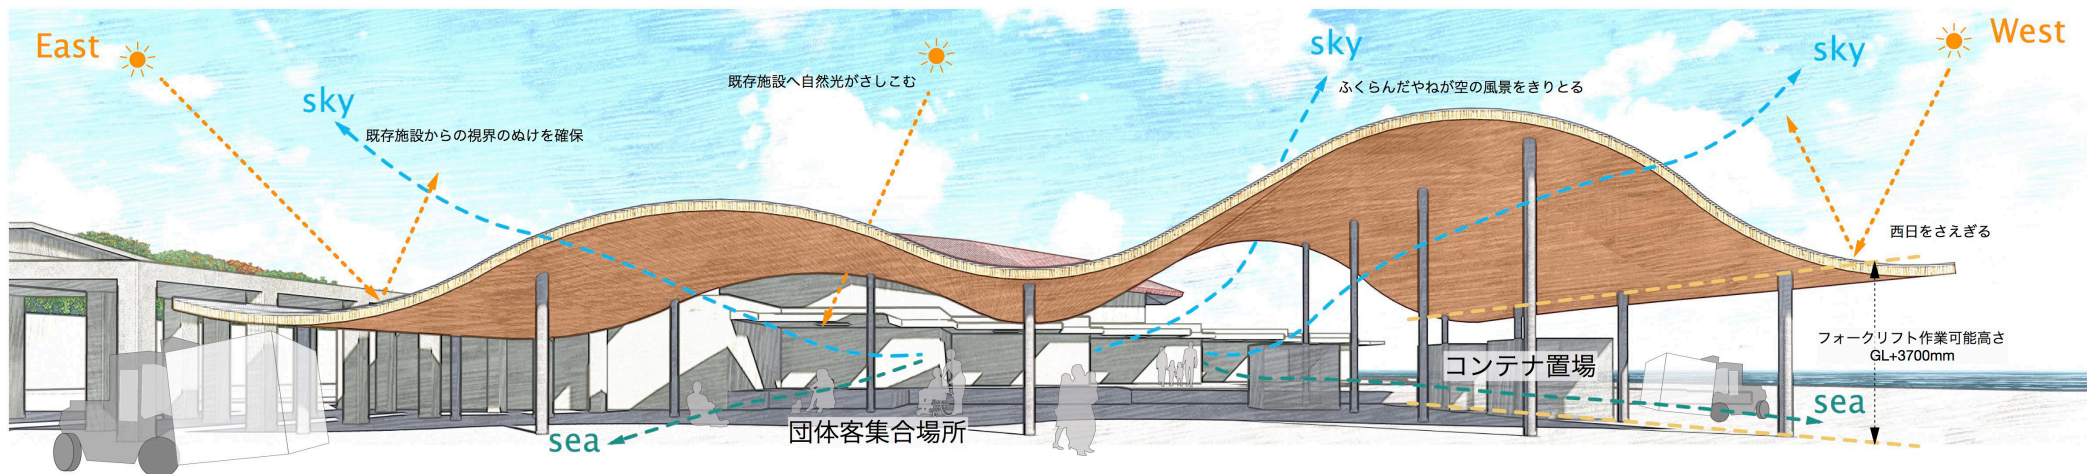 East
West
sky
sky
sky
既存施設へ自然光がさしこむ
ふくらんだやねが空の風景をきりとる
既存施設からの視界のぬけを確保
西日をさえぎる
フォークリフト作業可能高さ
GL+3700mm
コンテナ置場
sea
団体客集合場所
sea